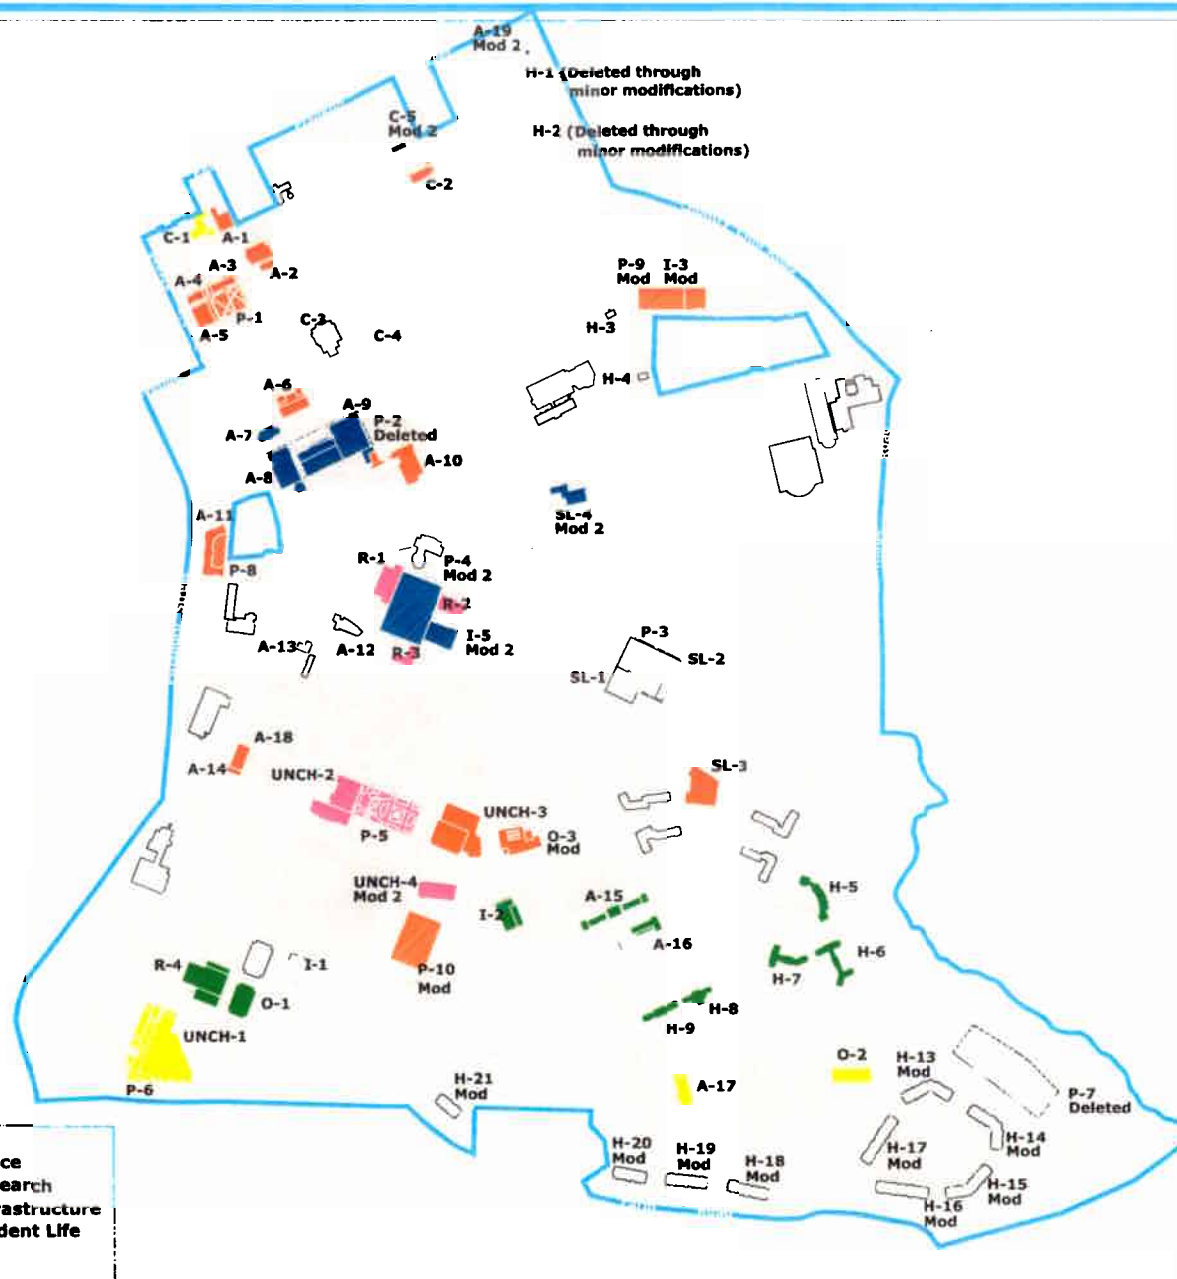 A-19
Mod 2
H-1 (Deleted through
minor modifications)
C-5
Mod 2
H-2 (Deleted through
minor modifications)
C-2
C-1
A-1
A-3
A-2
A-4
P-1
A-5
C-3
C-4
P-9
Mod
I-3
Mod
H-3
H-4
A-6
A-9
A-7
P-2
Deleted
A-8
A-10
SL-4
Mod 2
A-11
P-8
R-1
P-4
Mod 2
R-2
I-5
Mod 2
R-3
A-13
A-12
P-3
SL-2
SL-1
A-18
A-14
UNCH-2
SL-3
P-5
UNCH-3
O-3
Mod
UNCH-4
Mod 2
I-2
A-15
A-16
H-5
H-6
H-7
P-10
Mod
R-4
I-1
O-1
H-8
H-9
UNCH-1
P-6
O-2
H-13
Mod
A-17
H-21
Mod
P-7
Deleted
H-14
Mod
H-20
Mod
H-19
Mod
H-18
Mod
H-17
Mod
H-15
Mod
H-16
Mod
ce
earch
rastructure
dent Life